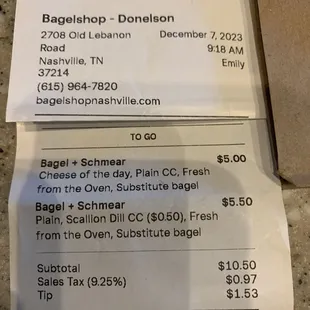 Bagelshop - Donelson
2708 Old Lebanon December 7, 2023
Road 9:18 AM
Nashville, TN Emily
37214
(615) 964-7820
bagelshopnashville.com
TO GO
Bagel + Schmear $5.00
Cheese of the day, Plain CC, Fresh
from the Oven, Substitute bagel
Bagel + Schmear $5.50
Plain, Scallion Dill CC ($0.50), Fresh
from the Oven, Substitute bagel
Subtotal $10.50
Sales Tax (9.25%) $0.97
Tip $1.53